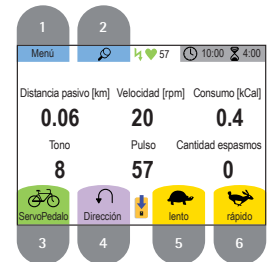 1 2
Menú 57 10:00 4:00
Distancia pasivo [km] Velocidad [rpm] Consumo [kCal]
0.06 20 0.4
Tono Pulso Cantidad espasmos
8 57 0
ServoPedalo Dirección lento rápido
3 4 5 6